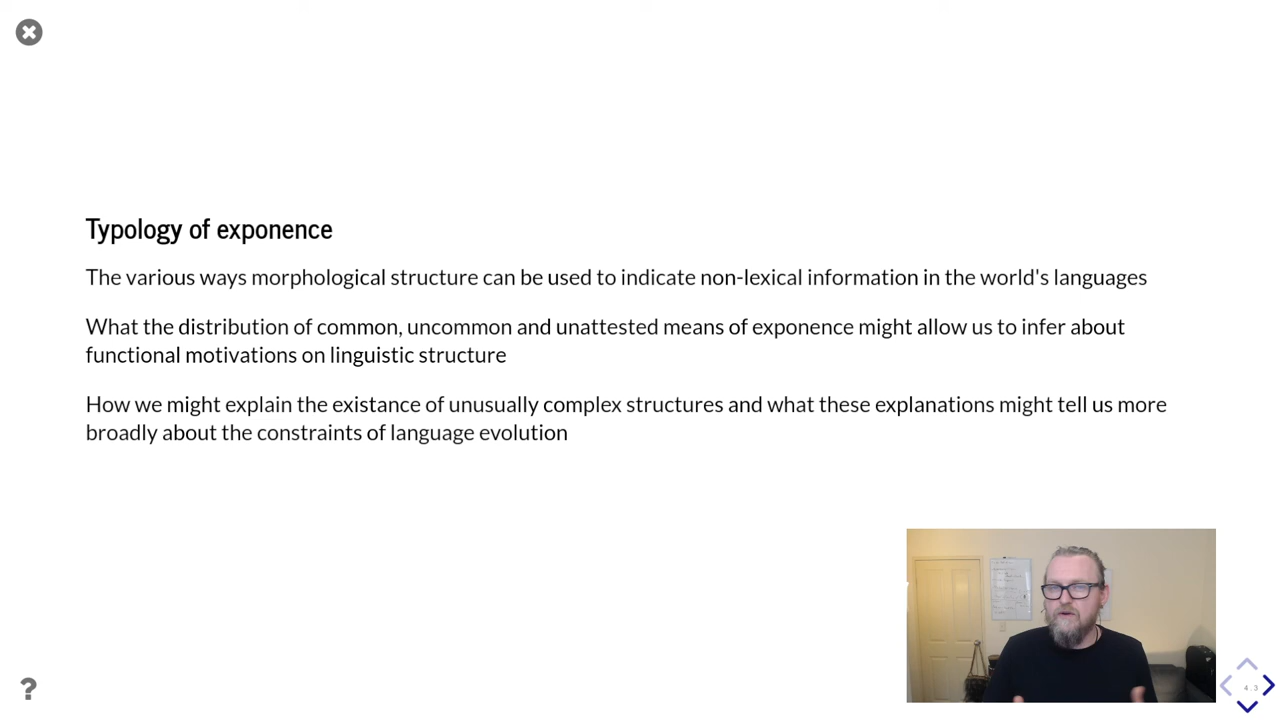 Typology of exponence
The various ways morphological structure can be used to indicate non-lexical information in the world's languages
What the distribution of common, uncommon and unattested means of exponence might allow us to infer about
functional motivations on linguistic structure
How we might explain the existance of unusually complex structures and what these explanations might tell us more
broadly about the constraints of language evolution
?
4.3